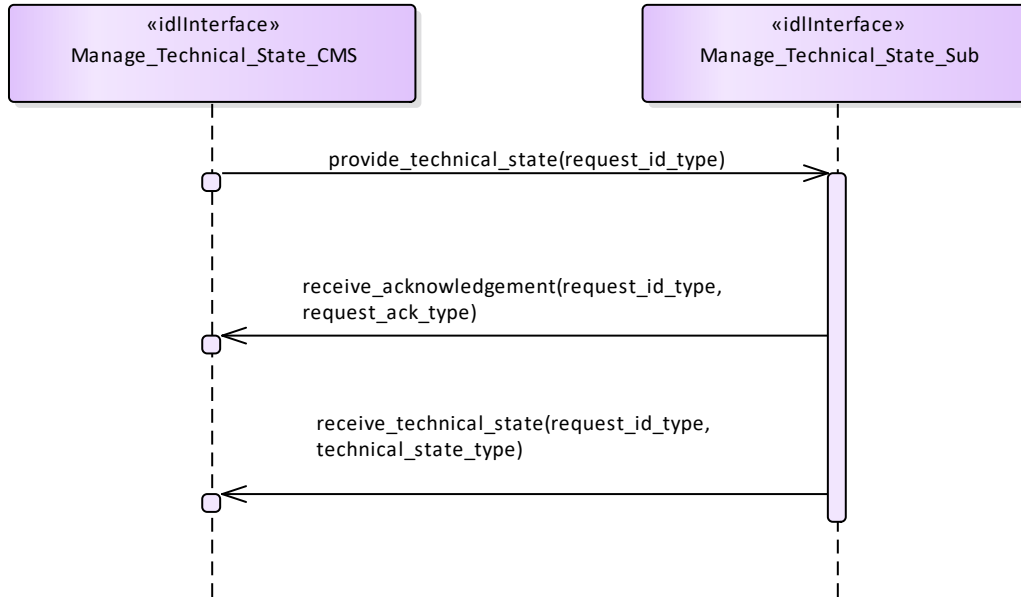 «idlInterface»
Manage_Technical_State_CMS
«idlInterface»
Manage_Technical_State_Sub
provide_technical_state(request_id_type)
receive_acknowledgement(request_id_type,
request_ack_type)
receive_technical_state(request_id_type,
technical_state_type)